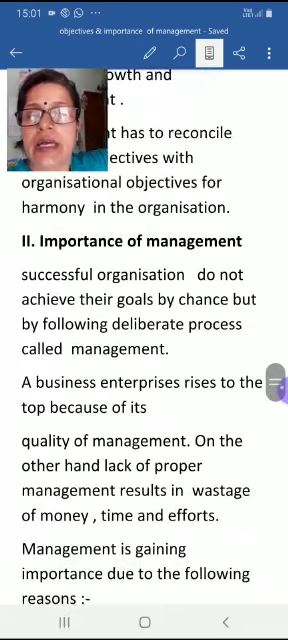 15:01
objectives & importance of management - Saved
owth and
t .
t has to reconcile
ectives with
organisational objectives for
harmony in the organisation.
II. Importance of management
successful organisation do not
achieve their goals by chance but
by following deliberate process
called management.
A business enterprises rises to the
top because of its
quality of management. On the
other hand lack of proper
management results in wastage
of money , time and efforts.
Management is gaining
importance due to the following
reasons :-